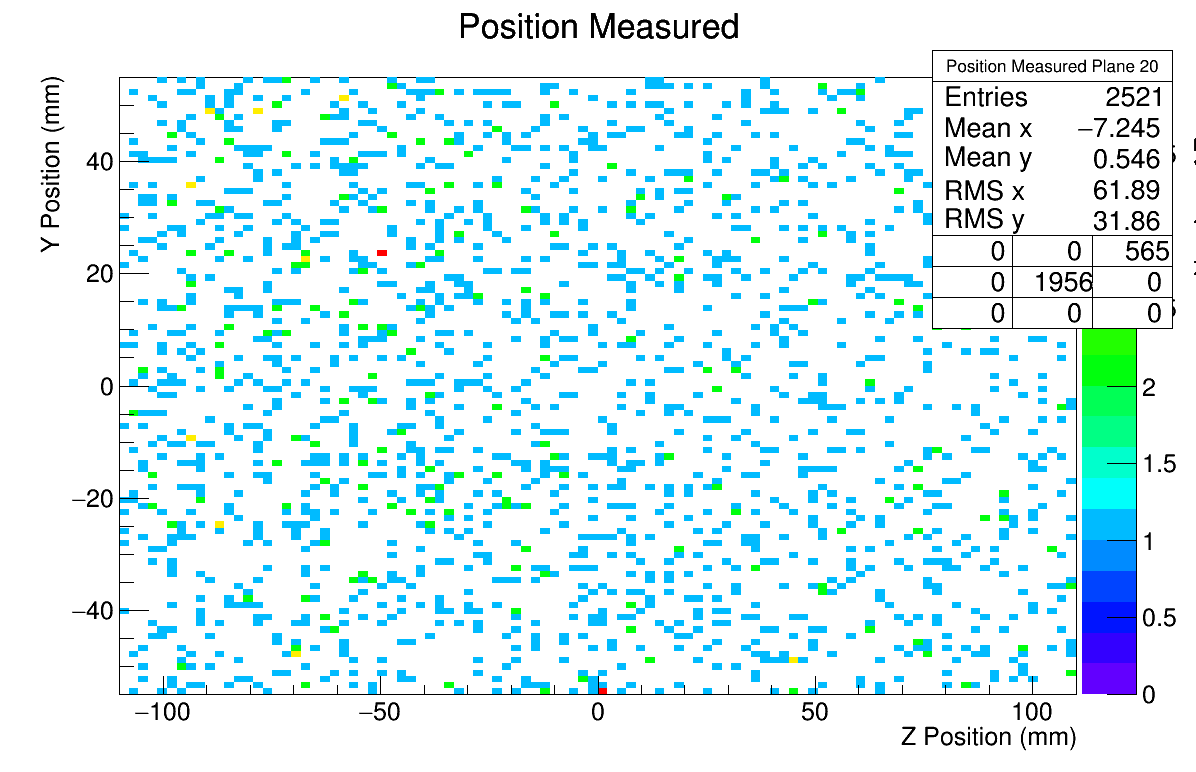 Position Measured
Position Measured Plane 20
Entries 2521
Mean x −7.245
Mean y 0.546
RMS x 61.89
RMS y 31.86
0 0 565
0 1956 0
0 0 0
Y Position (mm)
40
20
0
−20
−40
2
1.5
1
0.5
0
−100 −50 0 50 100
Z Position (mm)